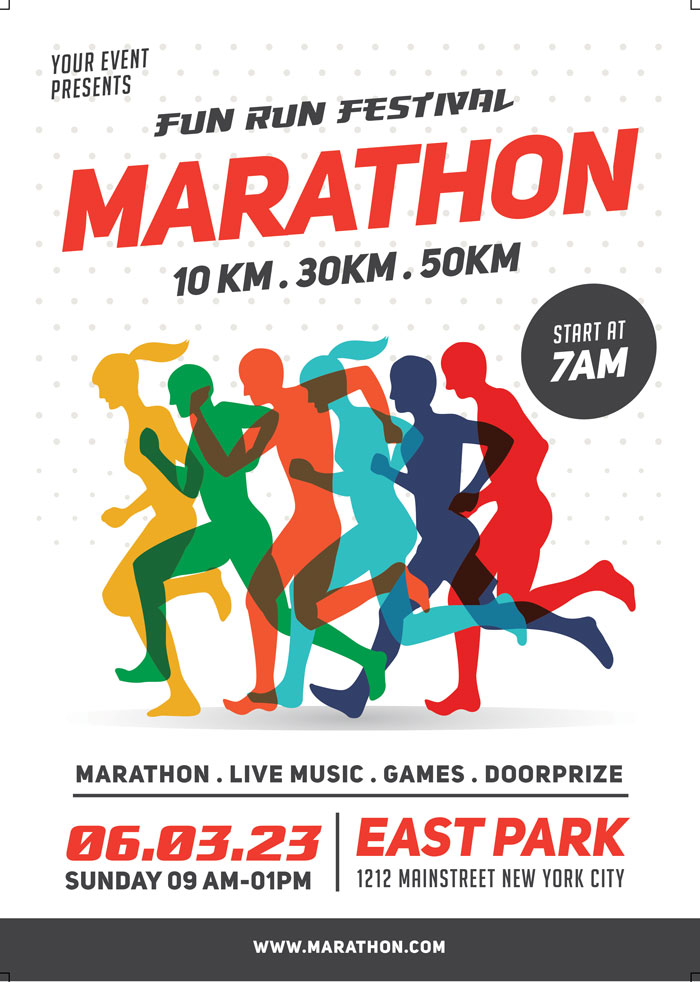 YOUR EVENT
PRESENTS
FUN RUN FESTIVAL
MARATHON
10 KM . 30KM . 50KM
START AT
7AM
MARATHON . LIVE MUSIC . GAMES . DOORPRIZE
06.03.23
SUNDAY 09 AM-01PM
EAST PARK
1212 MAINSTREET NEW YORK CITY
WWW.MARATHON.COM